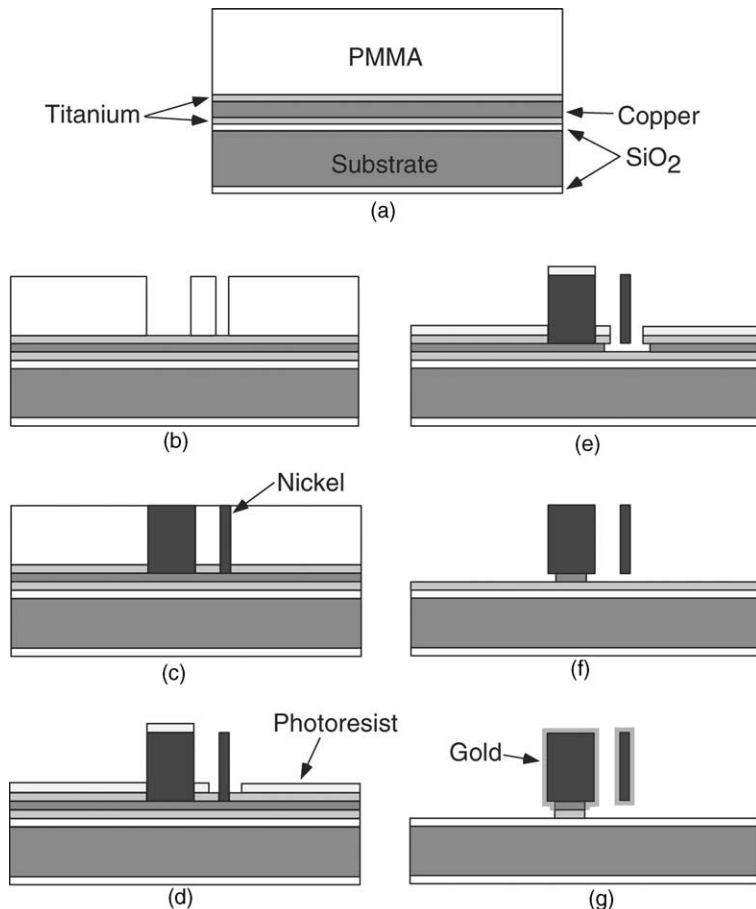 PMMA
Titanium
Copper
Substrate
SiO2
(a)
(b)
(e)
Nickel
(c)
(f)
Photoresist
Gold
(d)
(g)